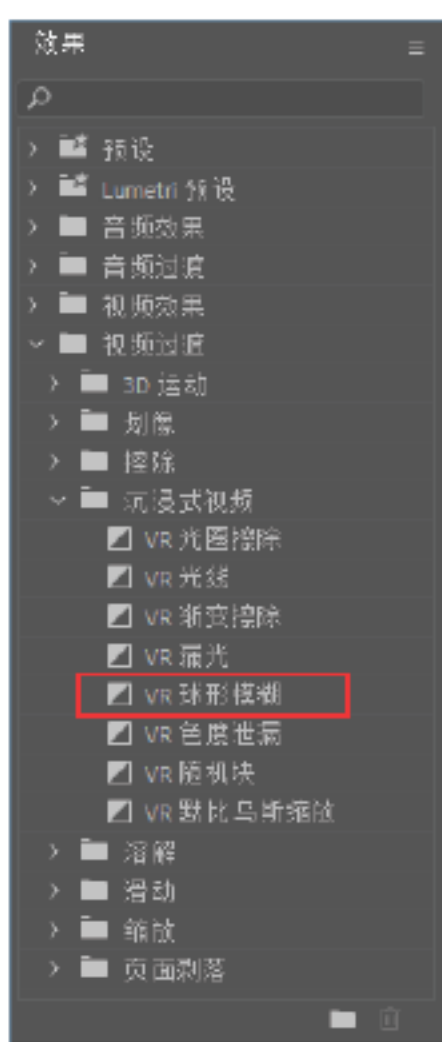 效果
预设
Lumetri 预设
音频效果
音频过渡
视频效果
视频过渡
3D 运动
划像
擦除
沉浸式视频
VR 光圈擦除
VR 光线
VR 渐变擦除
VR 漏光
VR 球形模糊
VR 色度泄漏
VR 随机块
VR 默比乌斯缩放
溶解
滑动
缩放
页面剥落